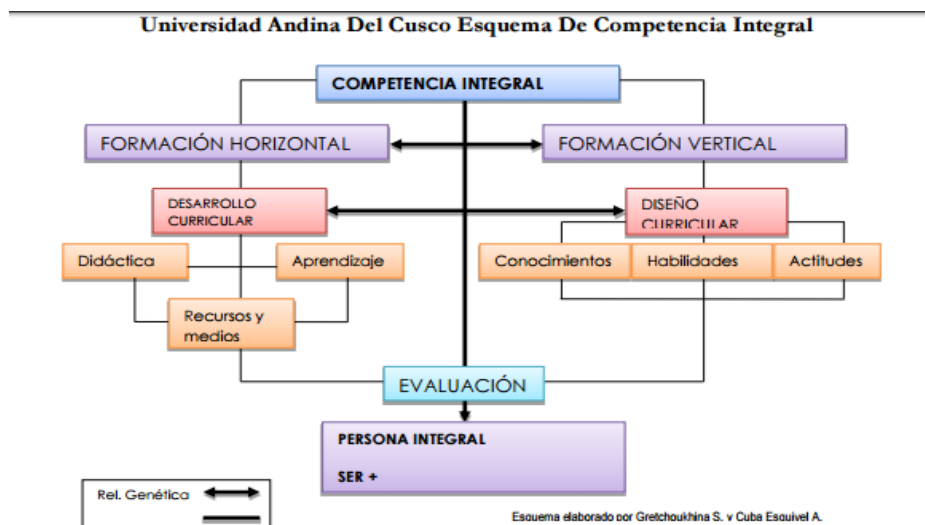 Universidad Andina Del Cusco Esquema De Competencia Integral
COMPETENCIA INTEGRAL
FORMACIÓN HORIZONTAL
FORMACIÓN VERTICAL
DESARROLLO
CURRICULAR
DISEÑO
CURRICULAR
Didáctica
Aprendizaje
Conocimientos
Habilidades
Actitudes
Recursos y
medios
EVALUACIÓN
PERSONA INTEGRAL
SER +
Rel. Genética
Esquema elaborado por Gretchoukhina S. y Cuba Esquivel A.